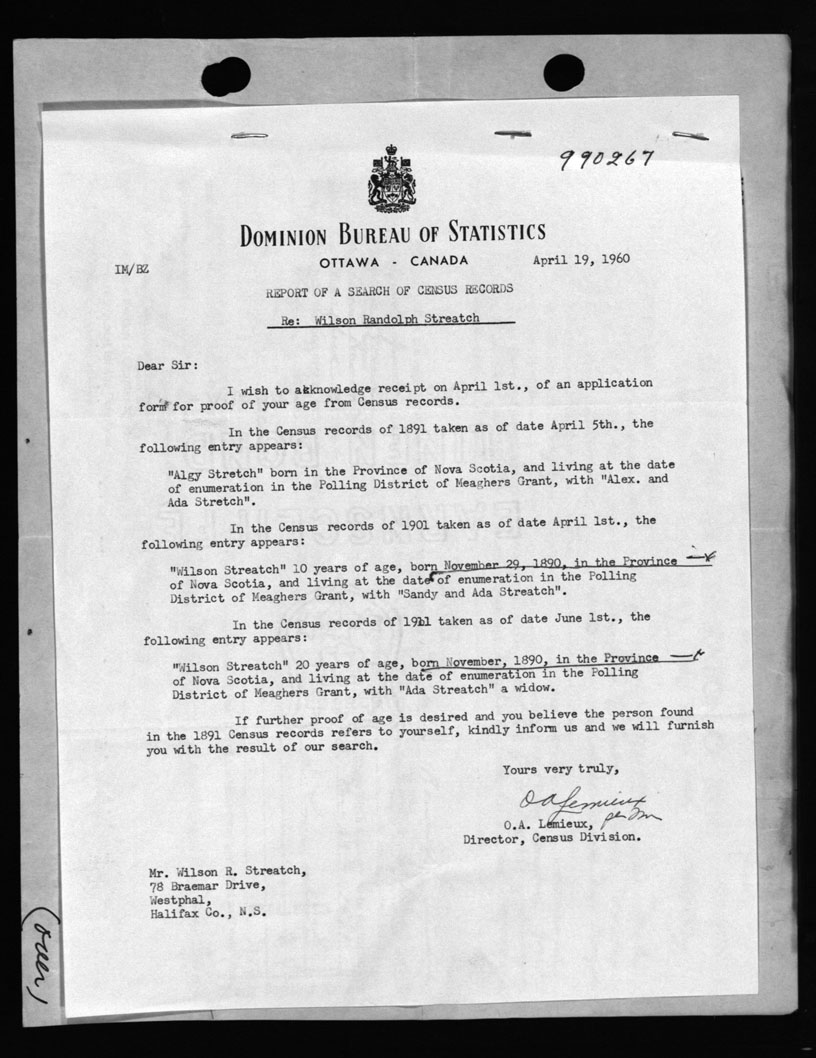 990267
DOMINION BUREAU OF STATISTICS
OTTAWA - CANADA
April 19, 1960
IM/BZ
REPORT OF A SEARCH OF CENSUS RECORDS
Re: Wilson Randolph Streatch
Dear Sir:
I wish to acknowledge receipt on April 1st., of an application
form for proof of your age from Census records.
In the Census records of 1891 taken as of date April 5th., the
following entry appears:
"Algy Stretch" born in the Province of Nova Scotia, and living at the date
of enumeration in the Polling District of Meaghers Grant, with "Alex. and
Ada Stretch".
In the Census records of 1901 taken as of date April 1st., the
following entry appears:
"Wilson Streatch" 10 years of age, born November 29, 1890, in the Province
of Nova Scotia, and living at the date of enumeration in the Polling
District of Meaghers Grant, with "Sandy and Ada Streatch".
In the Census records of 1911 taken as of date June 1st., the
following entry appears:
"Wilson Streatch" 20 years of age, born November, 1890, in the Province
of Nova Scotia, and living at the date of enumeration in the Polling
District of Meaghers Grant, with "Ada Streatch" a widow.
If further proof of age is desired and you believe the person found
in the 1891 Census records refers to yourself, kindly inform us and we will furnish
you with the result of our search.
Yours very truly,
O A Lemieux
O.A. Lemieux, per
Director, Census Division.
Mr. Wilson R. Streatch,
78 Braemar Drive,
Westphal,
Halifax Co., N.S.
(over)